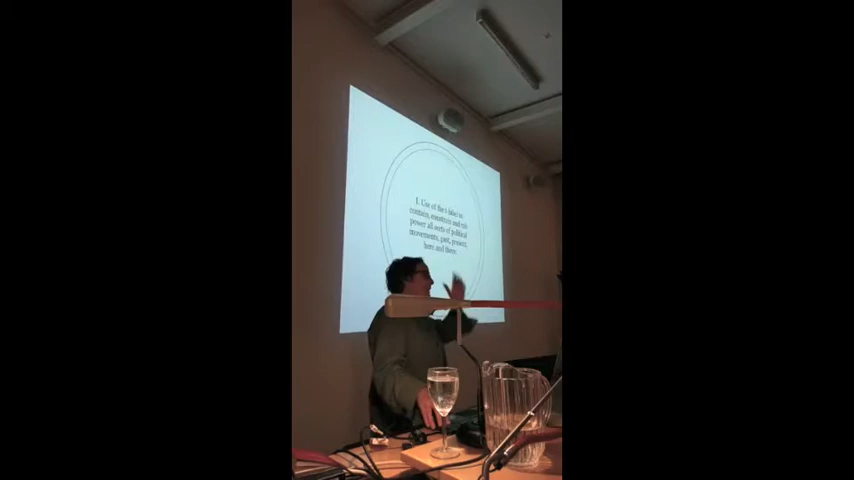 1. Use of the s label to
contain, constrain and rob
power all sorts of political
movements, past, present,
here and there.